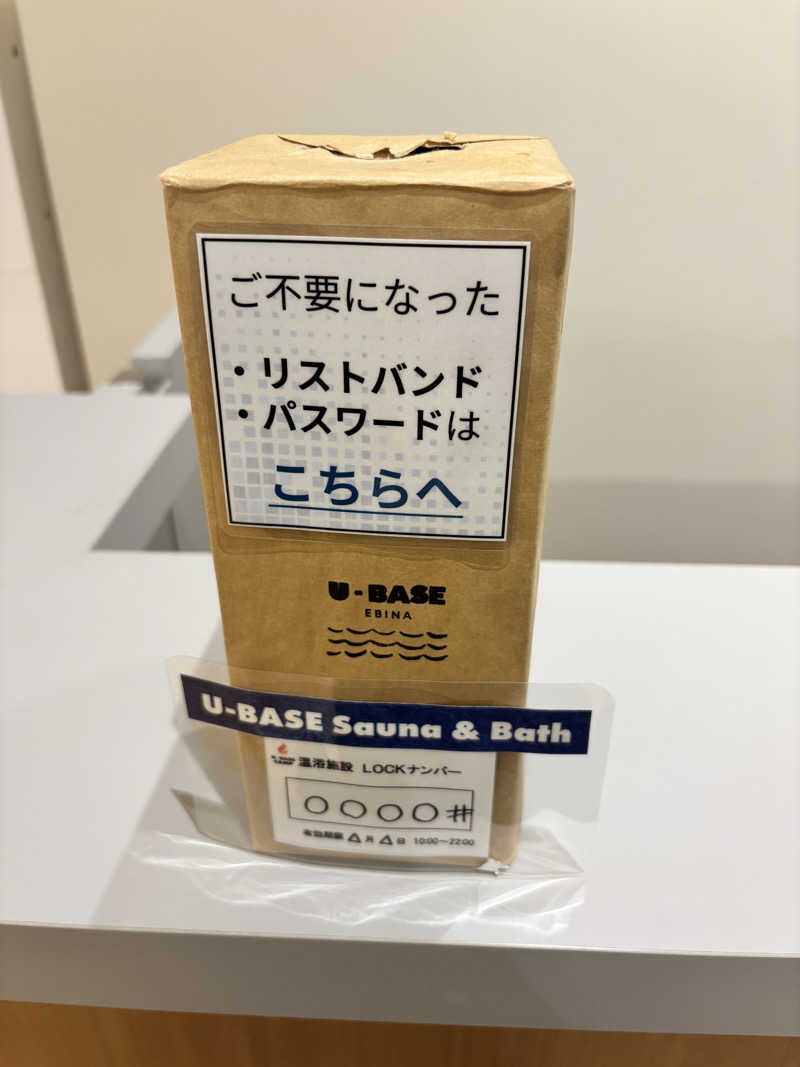 ご不要になった
・リストバンド
・パスワードは
こちらへ
U-BASE
EBINA
U-BASE Sauna & Bath
温浴施設 LOCKナンバー
○○○○#
有効期限 △月△日 10:00〜22:00